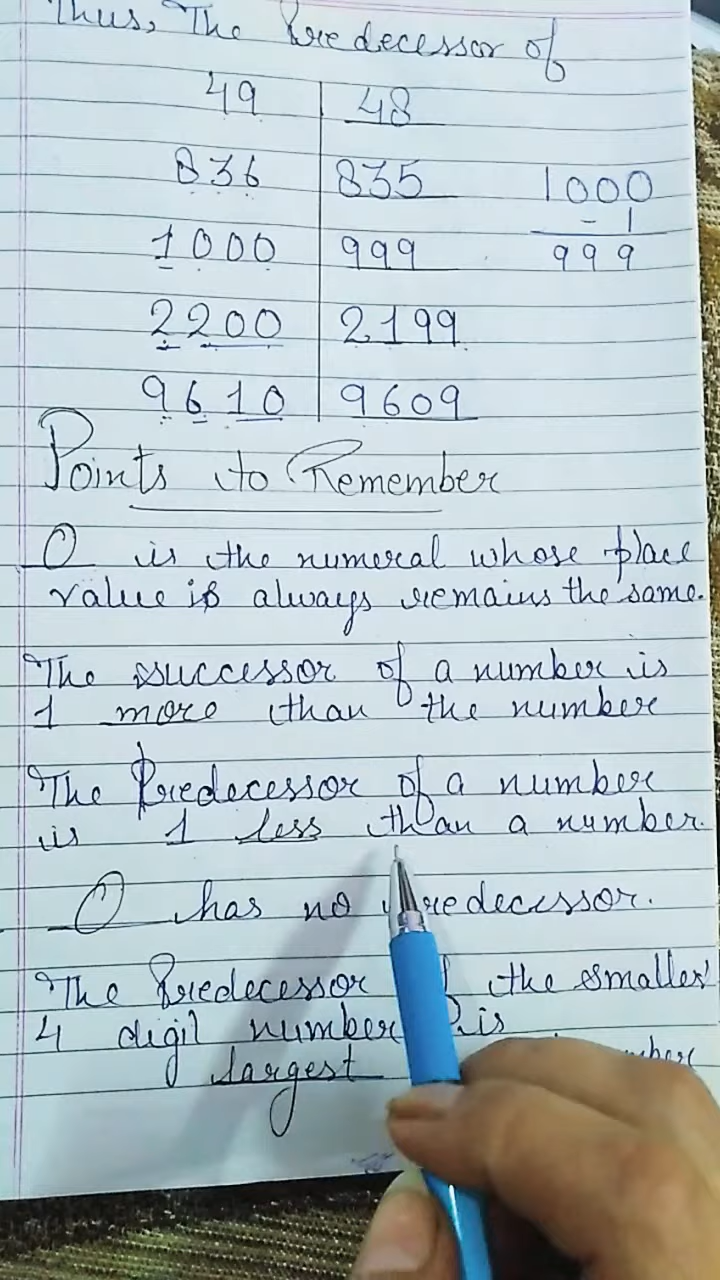 Thus, The Predecessor of
49 48
836 835 1000
- 1
1000 999 999
2200 2199
9610 9609
Points to Remember
0 is the numeral whose place
value is always remains the same.
The successor of a number is
1 more than the number
The Predecessor of a number
is 1 less than a number.
0 has no predecessor.
The Predecessor the smallest
4 digit number is
largest